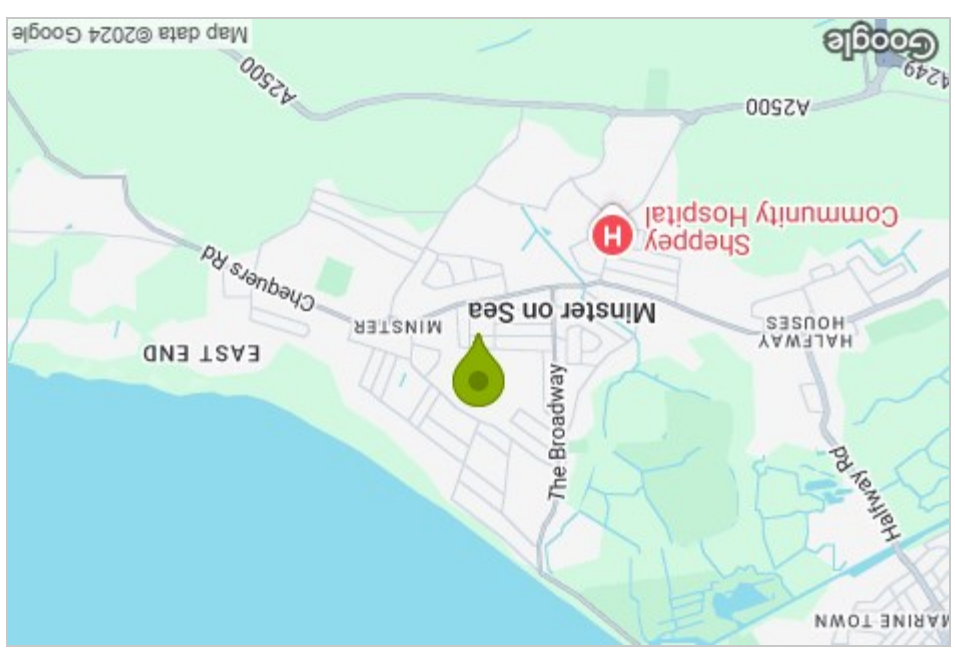 MARINE TOWN
Halfway Rd
The Broadway
EAST END
HALFWAY
HOUSES
MINSTER
Minster on Sea
Chequers Rd
Sheppey
Community Hospital
H
A2500
A2500
A249
Google
Map data ©2024 Google